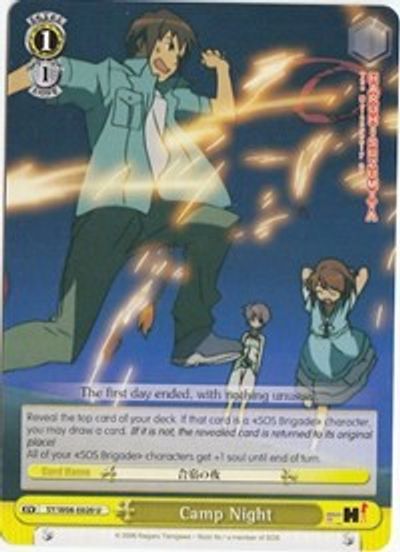 1
1
The first day ended, with nothing unusual.
Reveal the top card of your deck. If that card is a «SOS Brigade» character,
you may draw a card. (If it is not, the revealed card is returned to its original
place)
All of your «SOS Brigade» characters get +1 soul until end of turn.
Card Name 合宿の夜
Camp Night